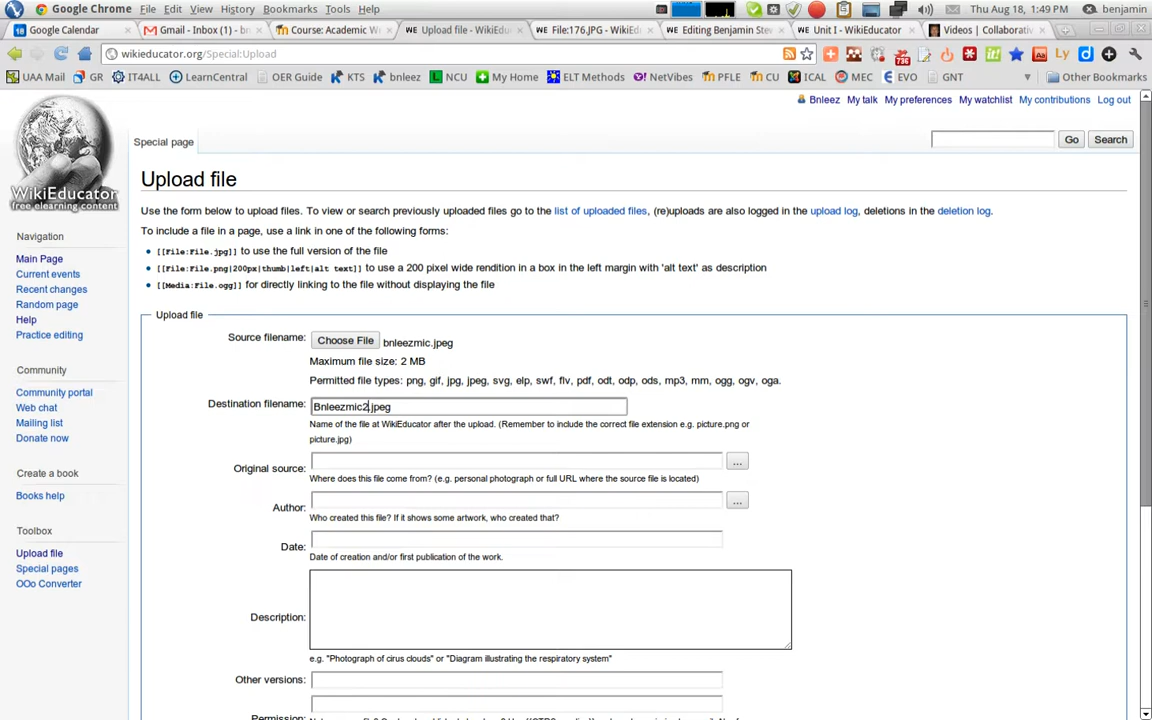 Google Chrome File Edit View History Bookmarks Tools Help Thu Aug 18, 1:49 PM benjamin
18 Google Calendar Gmail - Inbox (1) - bn Course: Academic W WE Upload file - WikiEduc WE File:176.JPG - WikiEd WE Editing Benjamin Stew WE Unit I - WikiEducator Videos | Collaborativ
wikieducator.org/Special:Upload 736 Aa Ly
UAA Mail GR IT4ALL LearnCentral OER Guide KTS bnleez NCU My Home ELT Methods NetVibes PFLE CU ICAL MEC EVO GNT Other Bookmarks
Bnleez My talk My preferences My watchlist My contributions Log out
Special page Go Search
WikiEducator
free elearning content
Upload file
Use the form below to upload files. To view or search previously uploaded files go to the list of uploaded files, (re)uploads are also logged in the upload log, deletions in the deletion log.
To include a file in a page, use a link in one of the following forms:
[[File:File.jpg]] to use the full version of the file
[[File:File.png|200px|thumb|left|alt text]] to use a 200 pixel wide rendition in a box in the left margin with 'alt text' as description
[[Media:File.ogg]] for directly linking to the file without displaying the file
Navigation
Main Page
Current events
Recent changes
Random page
Help
Practice editing
Community
Community portal
Web chat
Mailing list
Donate now
Create a book
Books help
Toolbox
Upload file
Special pages
OOo Converter
Upload file
Source filename: Choose File bnleezmic.jpeg
Maximum file size: 2 MB
Permitted file types: png, gif, jpg, jpeg, svg, elp, swf, flv, pdf, odt, odp, ods, mp3, mm, ogg, ogv, oga.
Destination filename: Bnleezmic2.jpeg
Name of the file at WikiEducator after the upload. (Remember to include the correct file extension e.g. picture.png or
picture.jpg)
Original source: ...
Where does this file come from? (e.g. personal photograph or full URL where the source file is located)
Author: ...
Who created this file? If it shows some artwork, who created that?
Date:
Date of creation and/or first publication of the work.
Description:
e.g. "Photograph of cirus clouds" or "Diagram illustrating the respiratory system"
Other versions:
Permission: